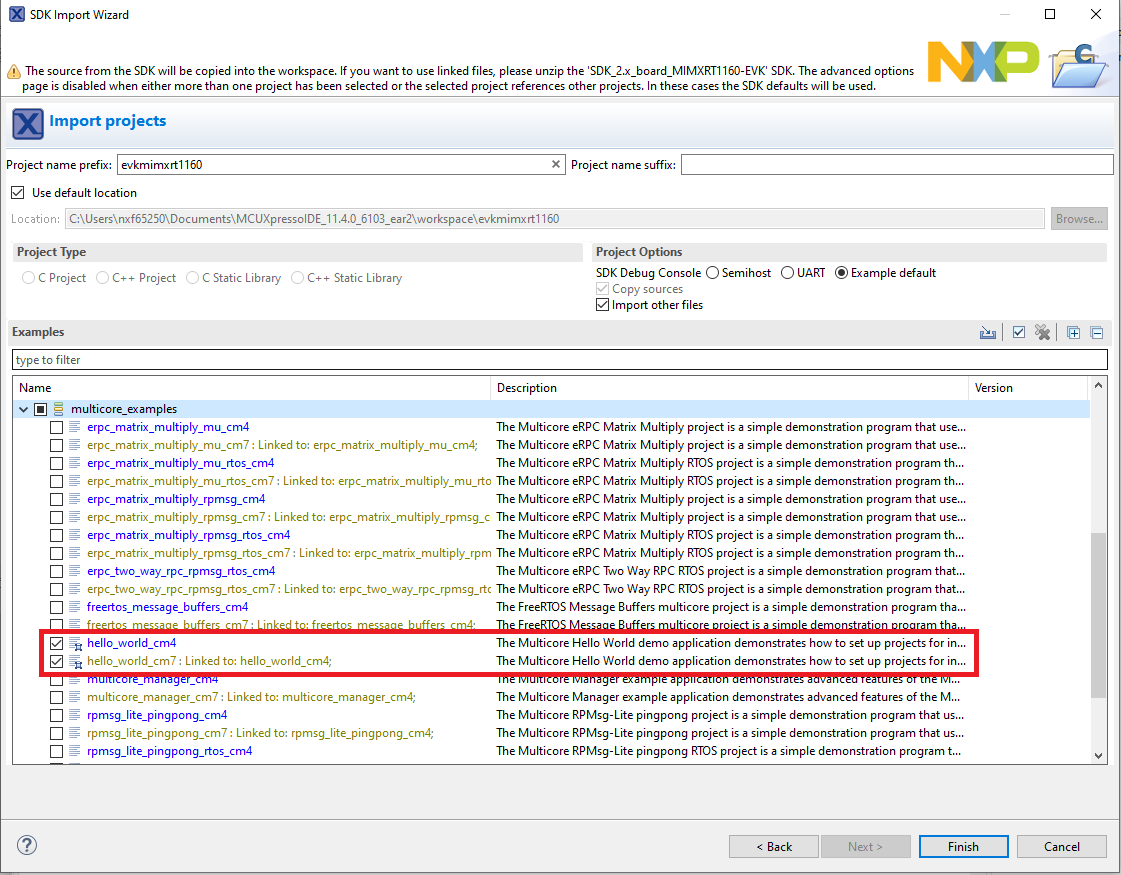 SDK Import Wizard
The source from the SDK will be copied into the workspace. If you want to use linked files, please unzip the 'SDK_2.x_board_MIMXRT1160-EVK' SDK. The advanced options
page is disabled when either more than one project has been selected or the selected project references other projects. In these cases the SDK defaults will be used.
NXP
Import projects
Project name prefix: evkmimxrt1160 Project name suffix:
Use default location
Location: C:\Users\nxf65250\Documents\MCUXpressoIDE_11.4.0_6103_ear2\workspace\evkmimxrt1160 Browse...
Project Type Project Options
C Project C++ Project C Static Library C++ Static Library SDK Debug Console Semihost UART Example default
Copy sources
Import other files
Examples
type to filter
Name Description Version
multicore_examples
erpc_matrix_multiply_mu_cm4 The Multicore eRPC Matrix Multiply project is a simple demonstration program that use...
erpc_matrix_multiply_mu_cm7 : Linked to: erpc_matrix_multiply_mu_cm4; The Multicore eRPC Matrix Multiply project is a simple demonstration program that use...
erpc_matrix_multiply_mu_rtos_cm4 The Multicore eRPC Matrix Multiply RTOS project is a simple demonstration program th...
erpc_matrix_multiply_mu_rtos_cm7 : Linked to: erpc_matrix_multiply_mu_rto The Multicore eRPC Matrix Multiply RTOS project is a simple demonstration program th...
erpc_matrix_multiply_rpmsg_cm4 The Multicore eRPC Matrix Multiply project is a simple demonstration program that use...
erpc_matrix_multiply_rpmsg_cm7 : Linked to: erpc_matrix_multiply_rpmsg_c The Multicore eRPC Matrix Multiply project is a simple demonstration program that use...
erpc_matrix_multiply_rpmsg_rtos_cm4 The Multicore eRPC Matrix Multiply RTOS project is a simple demonstration program th...
erpc_matrix_multiply_rpmsg_rtos_cm7 : Linked to: erpc_matrix_multiply_rpm The Multicore eRPC Matrix Multiply RTOS project is a simple demonstration program th...
erpc_two_way_rpc_rpmsg_rtos_cm4 The Multicore eRPC Two Way RPC RTOS project is a simple demonstration program that...
erpc_two_way_rpc_rpmsg_rtos_cm7 : Linked to: erpc_two_way_rpc_rpmsg_rto The Multicore eRPC Two Way RPC RTOS project is a simple demonstration program that...
freertos_message_buffers_cm4 The FreeRTOS Message Buffers multicore project is a simple demonstration program tha...
freertos_message_buffers_cm7 : Linked to: freertos_message_buffers_cm4; The FreeRTOS Message Buffers multicore project is a simple demonstration program tha...
hello_world_cm4 The Multicore Hello World demo application demonstrates how to set up projects for in...
hello_world_cm7 : Linked to: hello_world_cm4; The Multicore Hello World demo application demonstrates how to set up projects for in...
multicore_manager_cm4 The Multicore Manager example application demonstrates advanced features of the M...
multicore_manager_cm7 : Linked to: multicore_manager_cm4; The Multicore Manager example application demonstrates advanced features of the M...
rpmsg_lite_pingpong_cm4 The Multicore RPMsg-Lite pingpong project is a simple demonstration program that us...
rpmsg_lite_pingpong_cm7 : Linked to: rpmsg_lite_pingpong_cm4; The Multicore RPMsg-Lite pingpong project is a simple demonstration program that us...
rpmsg_lite_pingpong_rtos_cm4 The Multicore RPMsg-Lite pingpong RTOS project is a simple demonstration program t...
? < Back Next > Finish Cancel